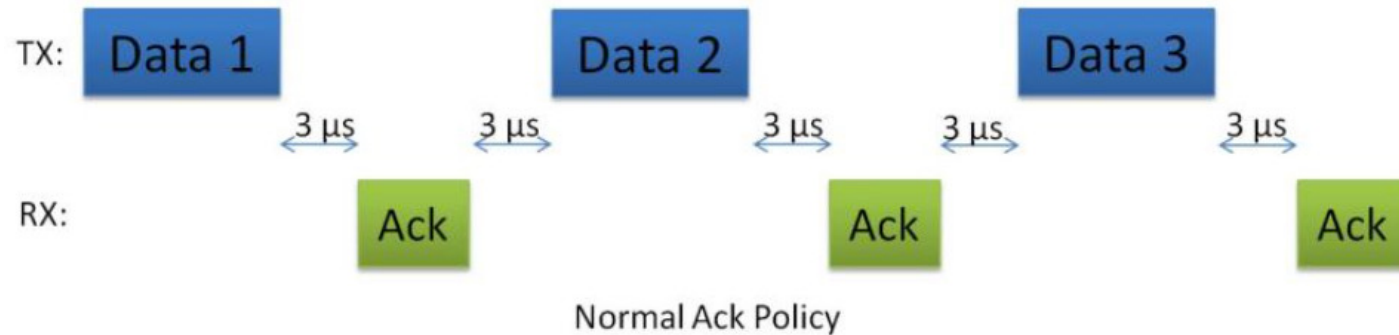 TX: Data 1 Data 2 Data 3
3 µs 3 µs 3 µs 3 µs 3 µs
RX: Ack Ack Ack
Normal Ack Policy